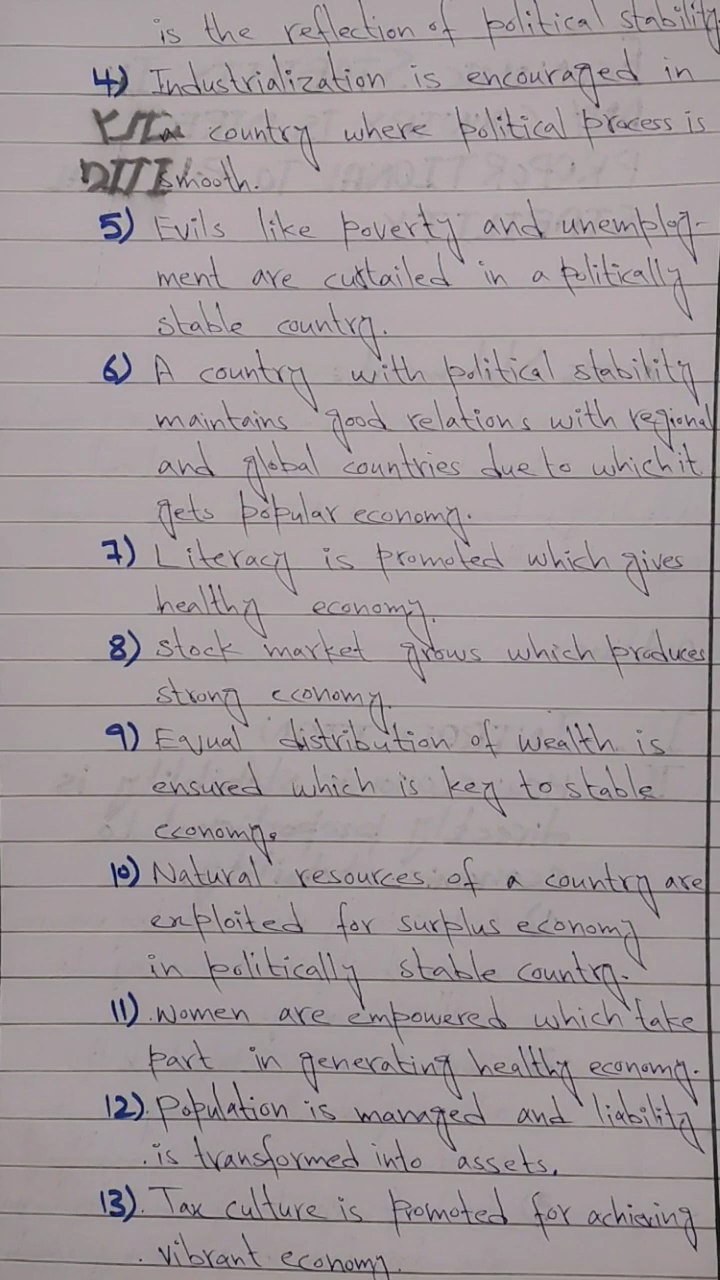 is the reflection of political stability
4) Industrialization is encouraged in
a country where political process is
smooth.
5) Evils like poverty and unemploy-
ment are custailed in a politically
stable country.
6) A country with political stability
maintains good relations with regional
and global countries due to which it
gets popular economy.
7) Literacy is promoted which gives
healthy economy.
8) stock market grows which produces
strong economy.
9) Equal distribution of wealth is
ensured which is key to stable
economy.
10) Natural resources of a country are
exploited for surplus economy
in politically stable country.
11) women are empowered which take
part in generating healthy economy.
12). Population is managed and liability
is transformed into assets.
13). Tax culture is promoted for achieving
vibrant economy.